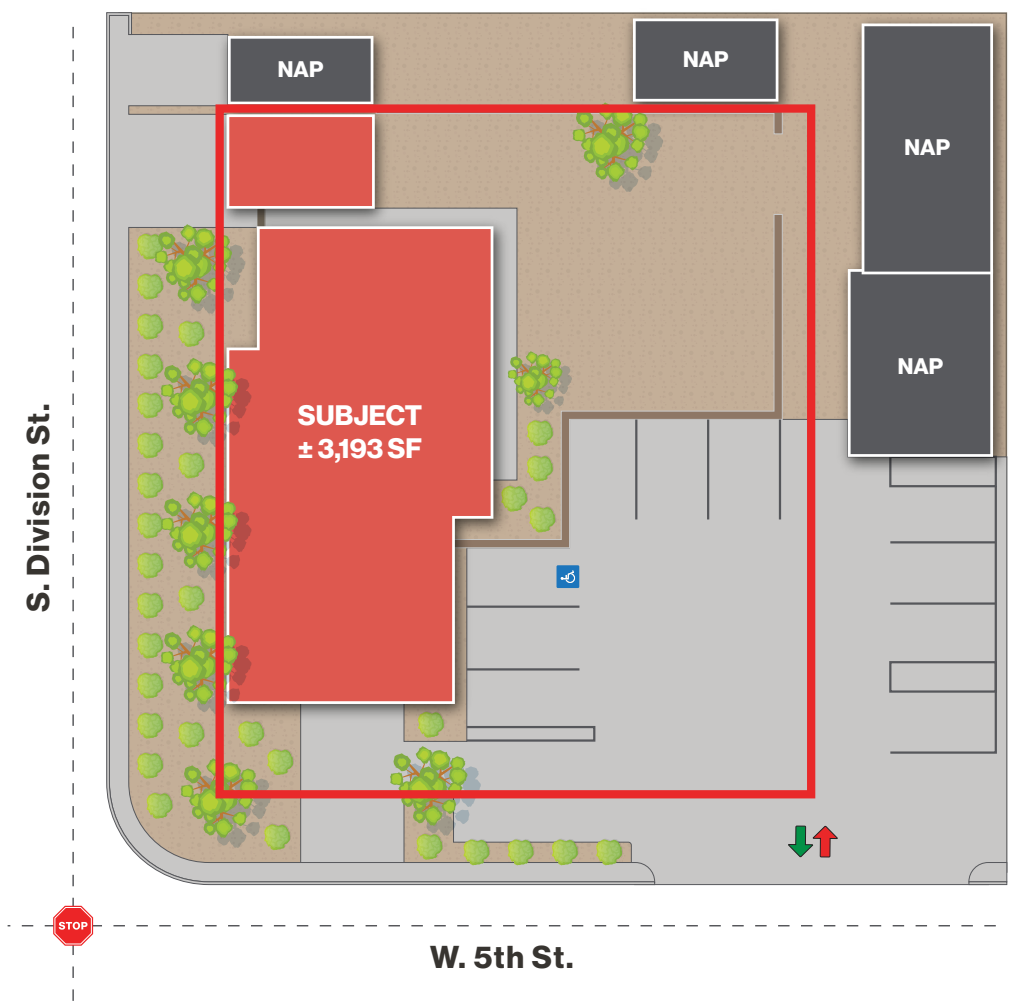 NAP
NAP
NAP
NAP
SUBJECT
± 3,193 SF
S. Division St.
STOP
W. 5th St.